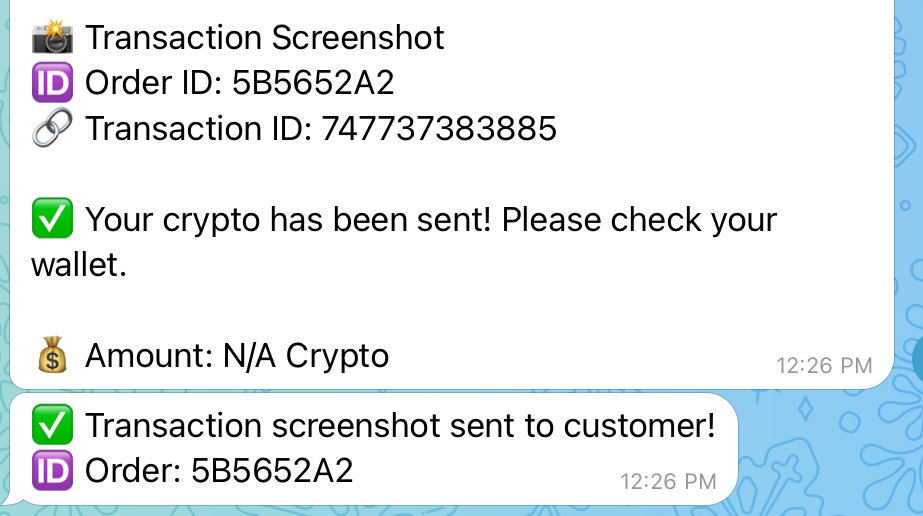 📸 Transaction Screenshot
🆔 Order ID: 5B5652A2
🔗 Transaction ID: 747737383885
✅ Your crypto has been sent! Please check your
wallet.
💰 Amount: N/A Crypto
12:26 PM
✅ Transaction screenshot sent to customer!
🆔 Order: 5B5652A2
12:26 PM